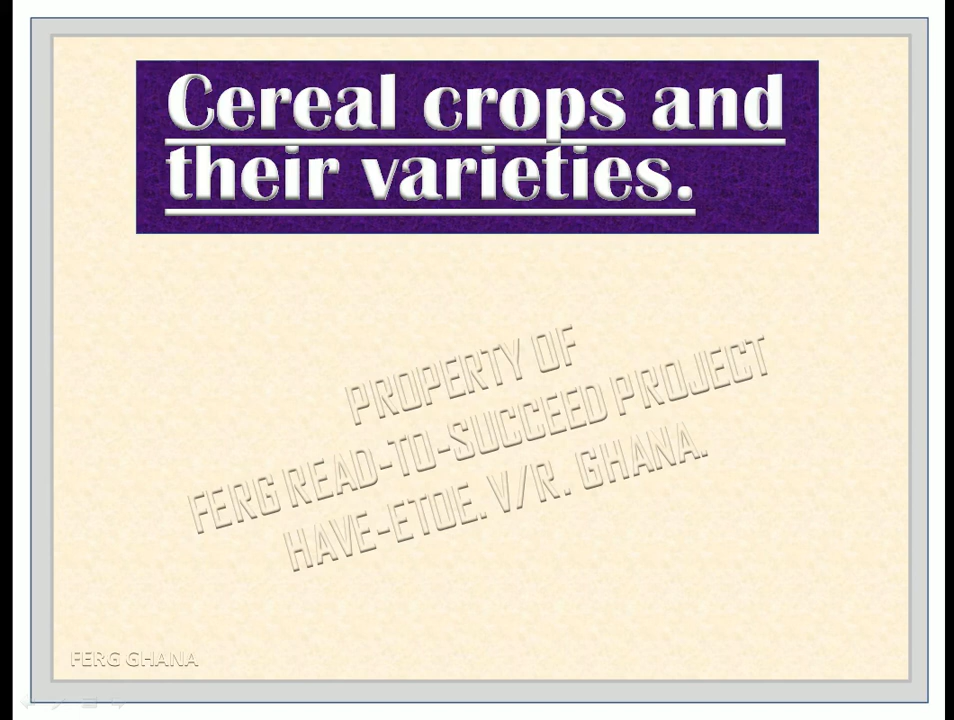 Cereal crops and
their varieties.
PROPERTY OF
FERG READ-TO-SUCCEED PROJECT
HAVE-ETOE. V/R. GHANA.
FERG GHANA